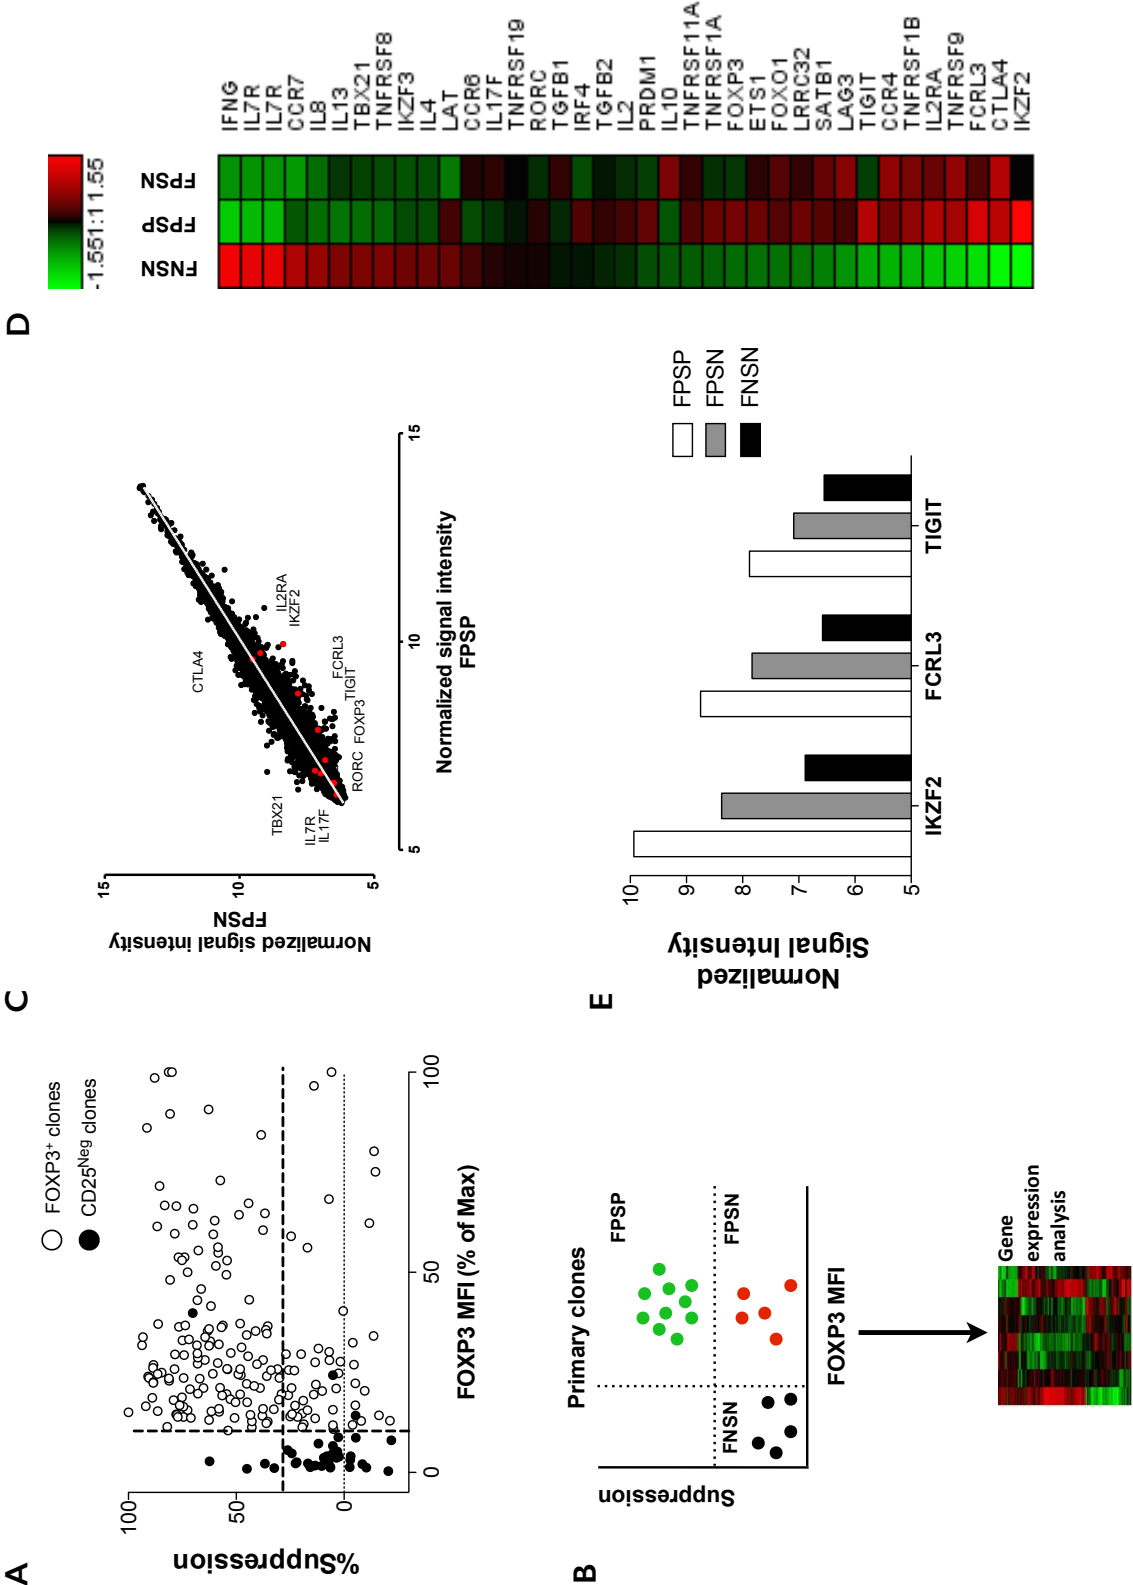 A
FOXP3⁺ clones
CD25ᴺᵉᵍ clones
100
50
0
%Suppression
0
50
100
FOXP3 MFI (% of Max)
B
Primary clones
FPSP
FPSN
FNSN
Suppression
FOXP3 MFI
Gene
expression
analysis
C
15
10
5
Normalized signal intensity
FPSN
CTLA4
IL2RA
IKZF2
FCRL3
TIGIT
FOXP3
RORC
TBX21
IL7R
IL17F
5
10
15
Normalized signal intensity
FPSP
D
-1.551:1 1.55
FNSN
FPSP
FPSN
IFNG
IL7R
IL7R
CCR7
IL8
IL13
TBX21
TNFRSF8
IKZF3
IL4
LAT
CCR6
IL17F
TNFRSF19
RORC
TGFB1
IRF4
TGFB2
IL2
PRDM1
IL10
TNFRSF11A
TNFRSF1A
FOXP3
ETS1
FOXO1
LRRC32
SATB1
LAG3
TIGIT
CCR4
TNFRSF1B
IL2RA
TNFRSF9
FCRL3
CTLA4
IKZF2
E
Normalized
Signal Intensity
10
9
8
7
6
5
IKZF2
FCRL3
TIGIT
FPSP
FPSN
FNSN